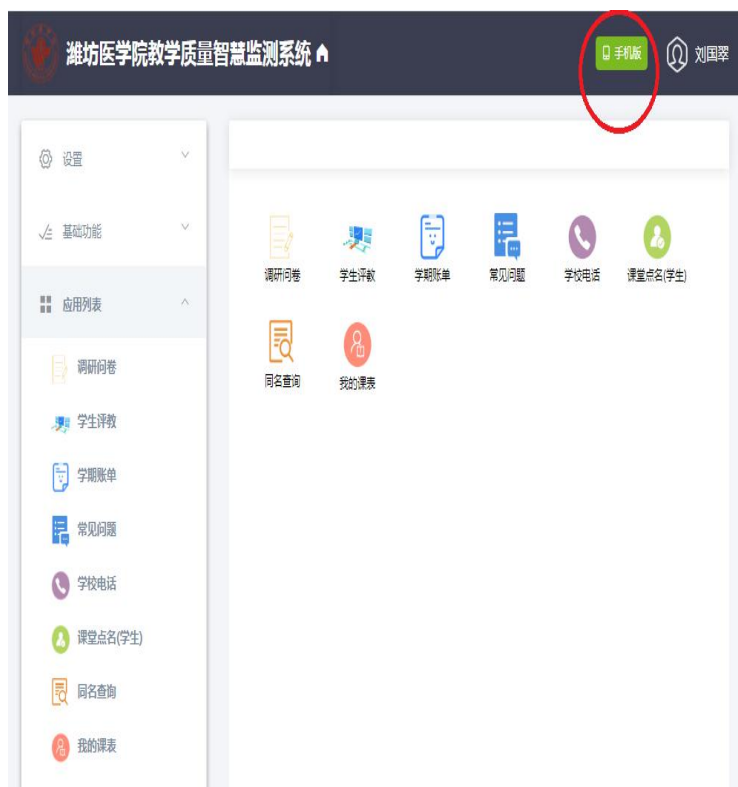 潍坊医学院教学质量智慧监测系统
手机版
刘国翠
设置
基础功能
应用列表
调研问卷
学生评教
学期账单
常见问题
学校电话
课堂点名(学生)
同名查询
我的课表
调研问卷
学生评教
学期账单
常见问题
学校电话
课堂点名(学生)
同名查询
我的课表